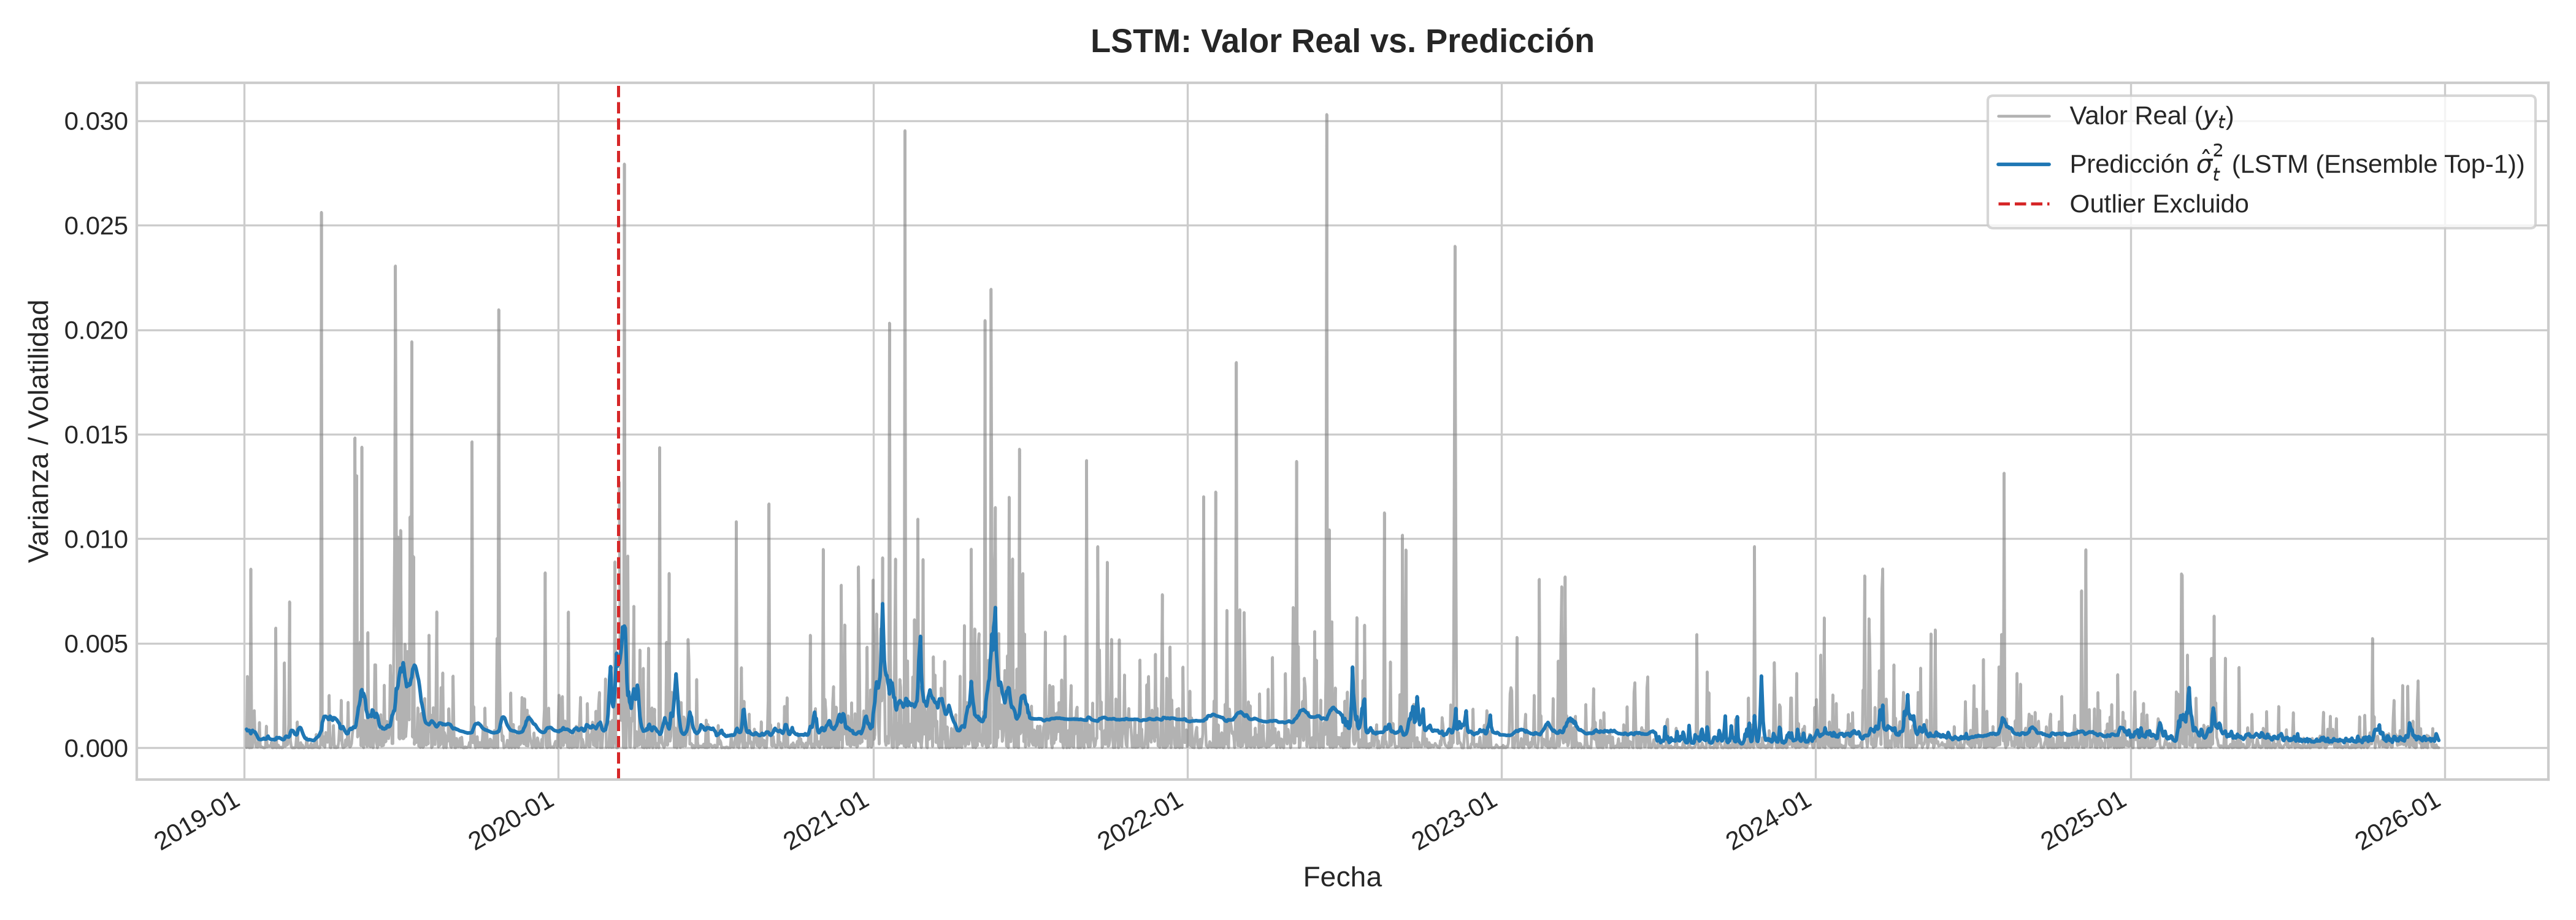 LSTM: Valor Real vs. Predicción
Valor Real (y_t)
Predicción σ̂²_t (LSTM (Ensemble Top-1))
Outlier Excluido
Varianza / Volatilidad
0.030
0.025
0.020
0.015
0.010
0.005
0.000
2019-01
2020-01
2021-01
2022-01
2023-01
2024-01
2025-01
2026-01
Fecha